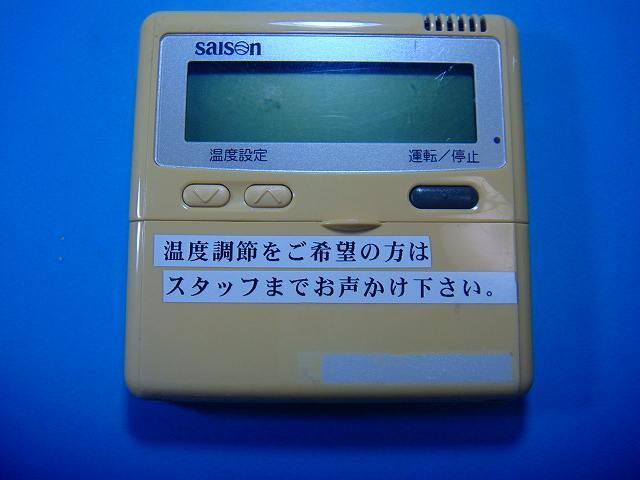 saison
温度設定 運転／停止
温度調節をご希望の方は
スタッフまでお声かけ下さい。